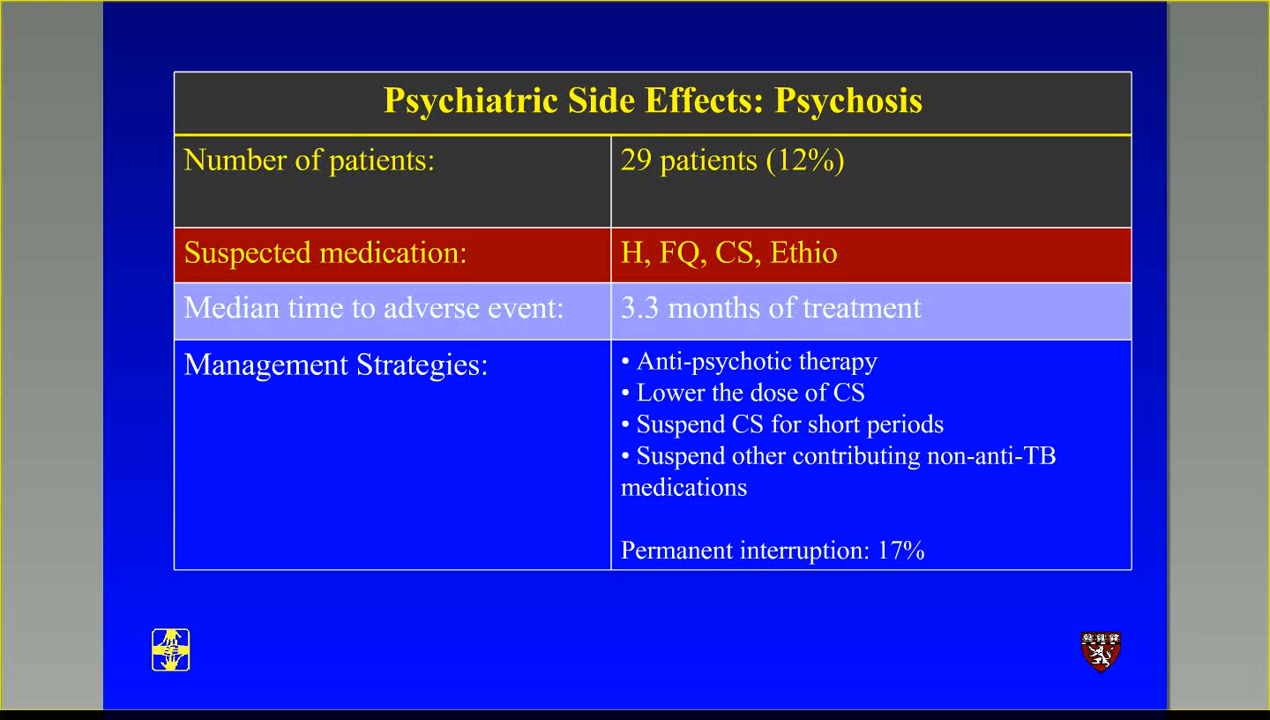 Psychiatric Side Effects: Psychosis
Number of patients:
29 patients (12%)
Suspected medication:
H, FQ, CS, Ethio
Median time to adverse event:
3.3 months of treatment
Management Strategies:
• Anti-psychotic therapy
• Lower the dose of CS
• Suspend CS for short periods
• Suspend other contributing non-anti-TB
medications
Permanent interruption: 17%